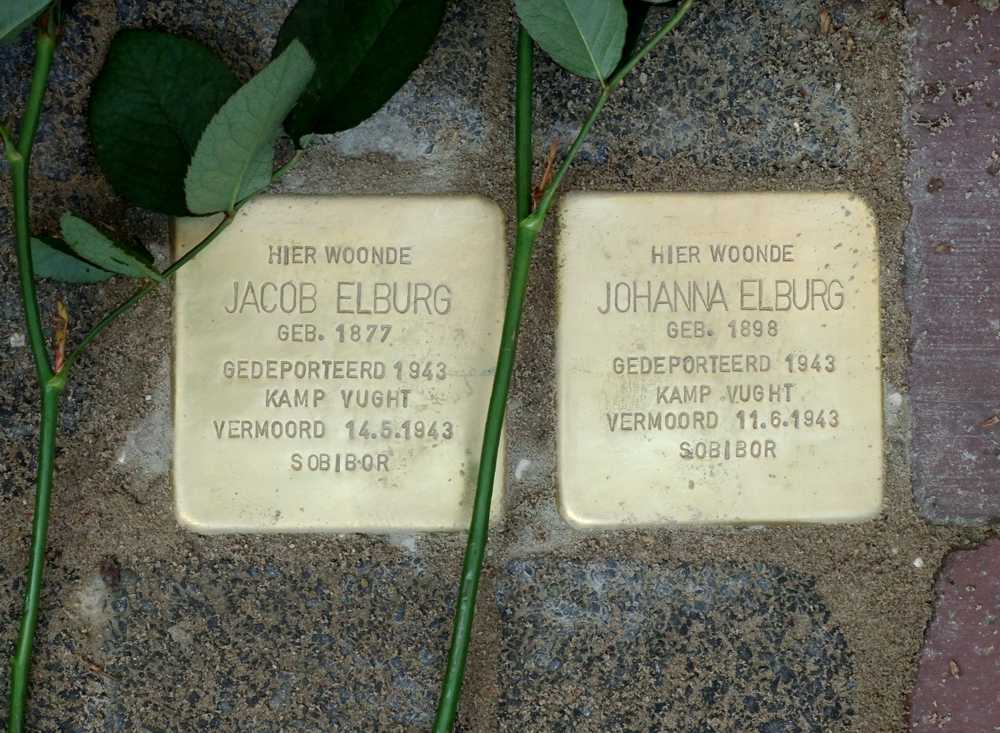 HIER WOONDE
JACOB ELBURG
GEB. 1877
GEDEPORTEERD 1943
KAMP VUGHT
VERMOORD 14.5.1943
SOBIBOR
HIER WOONDE
JOHANNA ELBURG
GEB. 1898
GEDEPORTEERD 1943
KAMP VUGHT
VERMOORD 11.6.1943
SOBIBOR